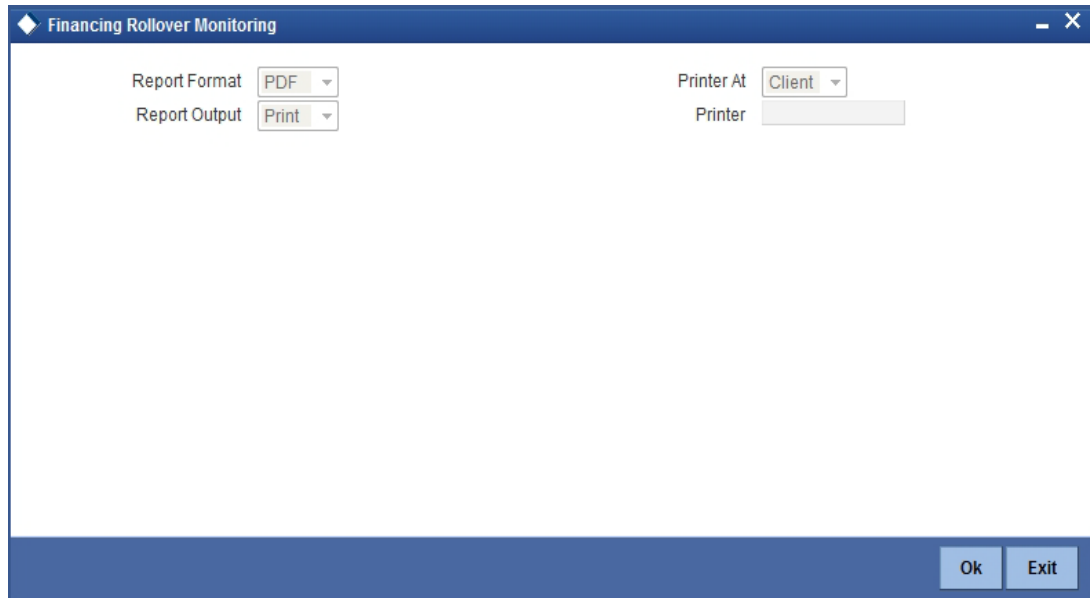 Financing Rollover Monitoring
Report Format PDF Printer At Client
Report Output Print Printer
Ok Exit